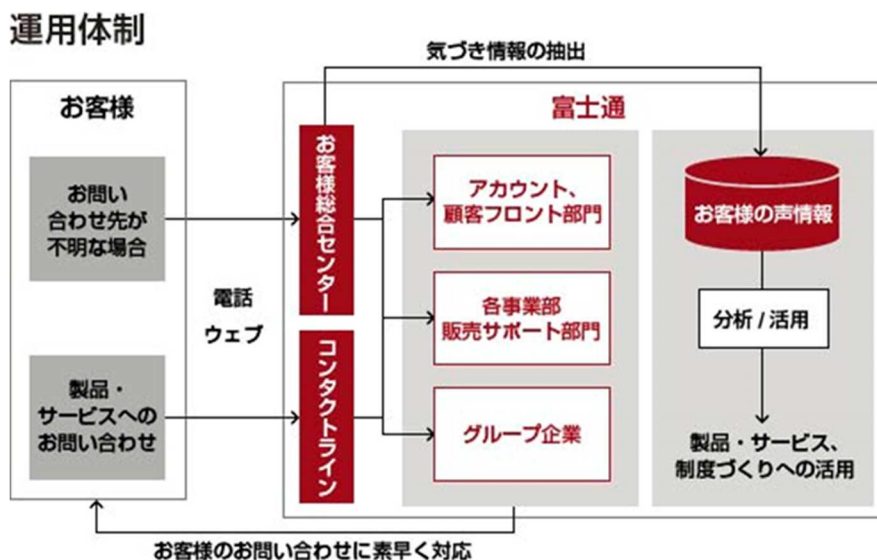 運用体制
気づき情報の抽出
お客様
富士通
お問い
合わせ先が
不明な場合
お客様総合センター
アカウント、
顧客フロント部門
お客様の声情報
電話
ウェブ
各事業部
販売サポート部門
分析 / 活用
製品・
サービスへの
お問い合わせ
コンタクトライン
グループ企業
製品・サービス、
制度づくりへの活用
お客様のお問い合わせに素早く対応